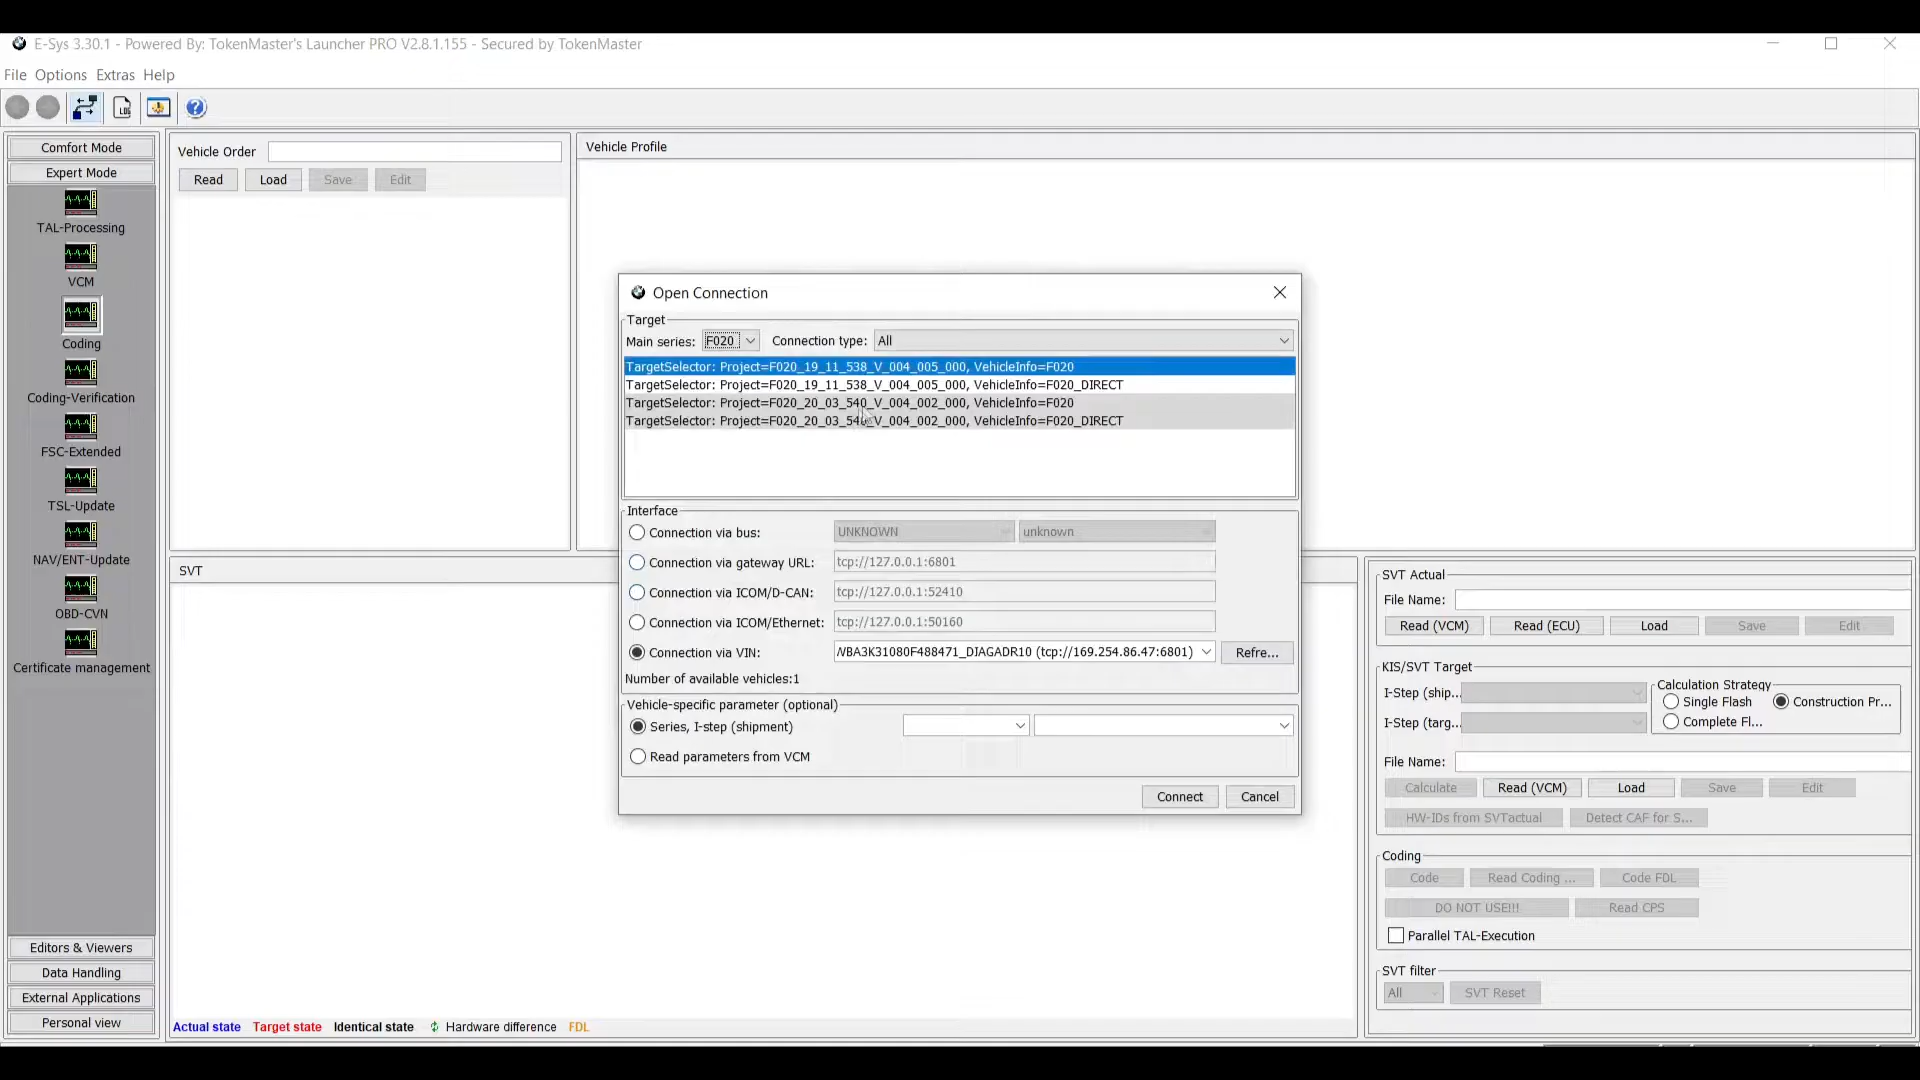 E-Sys 3.30.1 - Powered By: TokenMaster's Launcher PRO V2.8.1.155 - Secured by TokenMaster
File Options Extras Help
LOG
Comfort Mode
Expert Mode
TAL-Processing
VCM
Coding
Coding-Verification
FSC-Extended
TSL-Update
NAV/ENT-Update
OBD-CVN
Certificate management
Editors & Viewers
Data Handling
External Applications
Personal view
Vehicle Order
Read Load Save Edit
Vehicle Profile
Open Connection
Target
Main series: F020 Connection type: All
TargetSelector: Project=F020_19_11_538_V_004_005_000, VehicleInfo=F020
TargetSelector: Project=F020_19_11_538_V_004_005_000, VehicleInfo=F020_DIRECT
TargetSelector: Project=F020_20_03_540_V_004_002_000, VehicleInfo=F020
TargetSelector: Project=F020_20_03_540_V_004_002_000, VehicleInfo=F020_DIRECT
Interface
Connection via bus: UNKNOWN unknown
Connection via gateway URL: tcp://127.0.0.1:6801
Connection via ICOM/D-CAN: tcp://127.0.0.1:52410
Connection via ICOM/Ethernet: tcp://127.0.0.1:50160
Connection via VIN: WBA3K31080F488471_DIAGADR10 (tcp://169.254.86.47:6801) Refre...
Number of available vehicles:1
Vehicle-specific parameter (optional)
Series, I-step (shipment)
Read parameters from VCM
Connect Cancel
SVT
Actual state Target state Identical state Hardware difference FDL
SVT Actual
File Name:
Read (VCM) Read (ECU) Load Save Edit
KIS/SVT Target
I-Step (ship...
I-Step (targ...
Calculation Strategy
Single Flash Construction Pr...
Complete Fl...
File Name:
Calculate Read (VCM) Load Save Edit
HW-IDs from SVTactual Detect CAF for S...
Coding
Code Read Coding ... Code FDL
DO NOT USE!!! Read CPS
Parallel TAL-Execution
SVT filter
All SVT Reset